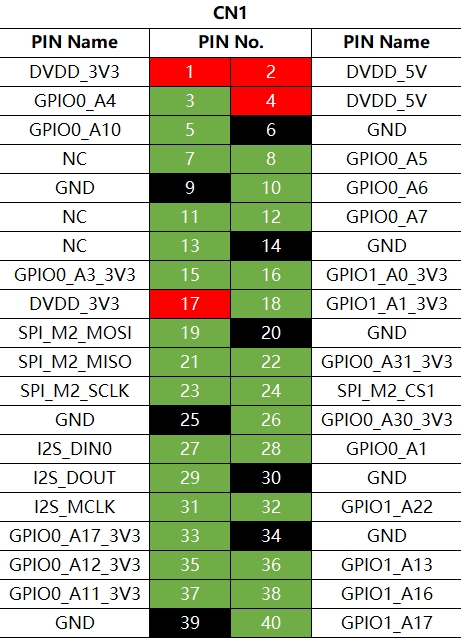 CN1
PIN Name PIN No. PIN Name
DVDD_3V3 1 2 DVDD_5V
GPIO0_A4 3 4 DVDD_5V
GPIO0_A10 5 6 GND
NC 7 8 GPIO0_A5
GND 9 10 GPIO0_A6
NC 11 12 GPIO0_A7
NC 13 14 GND
GPIO0_A3_3V3 15 16 GPIO1_A0_3V3
DVDD_3V3 17 18 GPIO1_A1_3V3
SPI_M2_MOSI 19 20 GND
SPI_M2_MISO 21 22 GPIO0_A31_3V3
SPI_M2_SCLK 23 24 SPI_M2_CS1
GND 25 26 GPIO0_A30_3V3
I2S_DIN0 27 28 GPIO0_A1
I2S_DOUT 29 30 GND
I2S_MCLK 31 32 GPIO1_A22
GPIO0_A17_3V3 33 34 GND
GPIO0_A12_3V3 35 36 GPIO1_A13
GPIO0_A11_3V3 37 38 GPIO1_A16
GND 39 40 GPIO1_A17